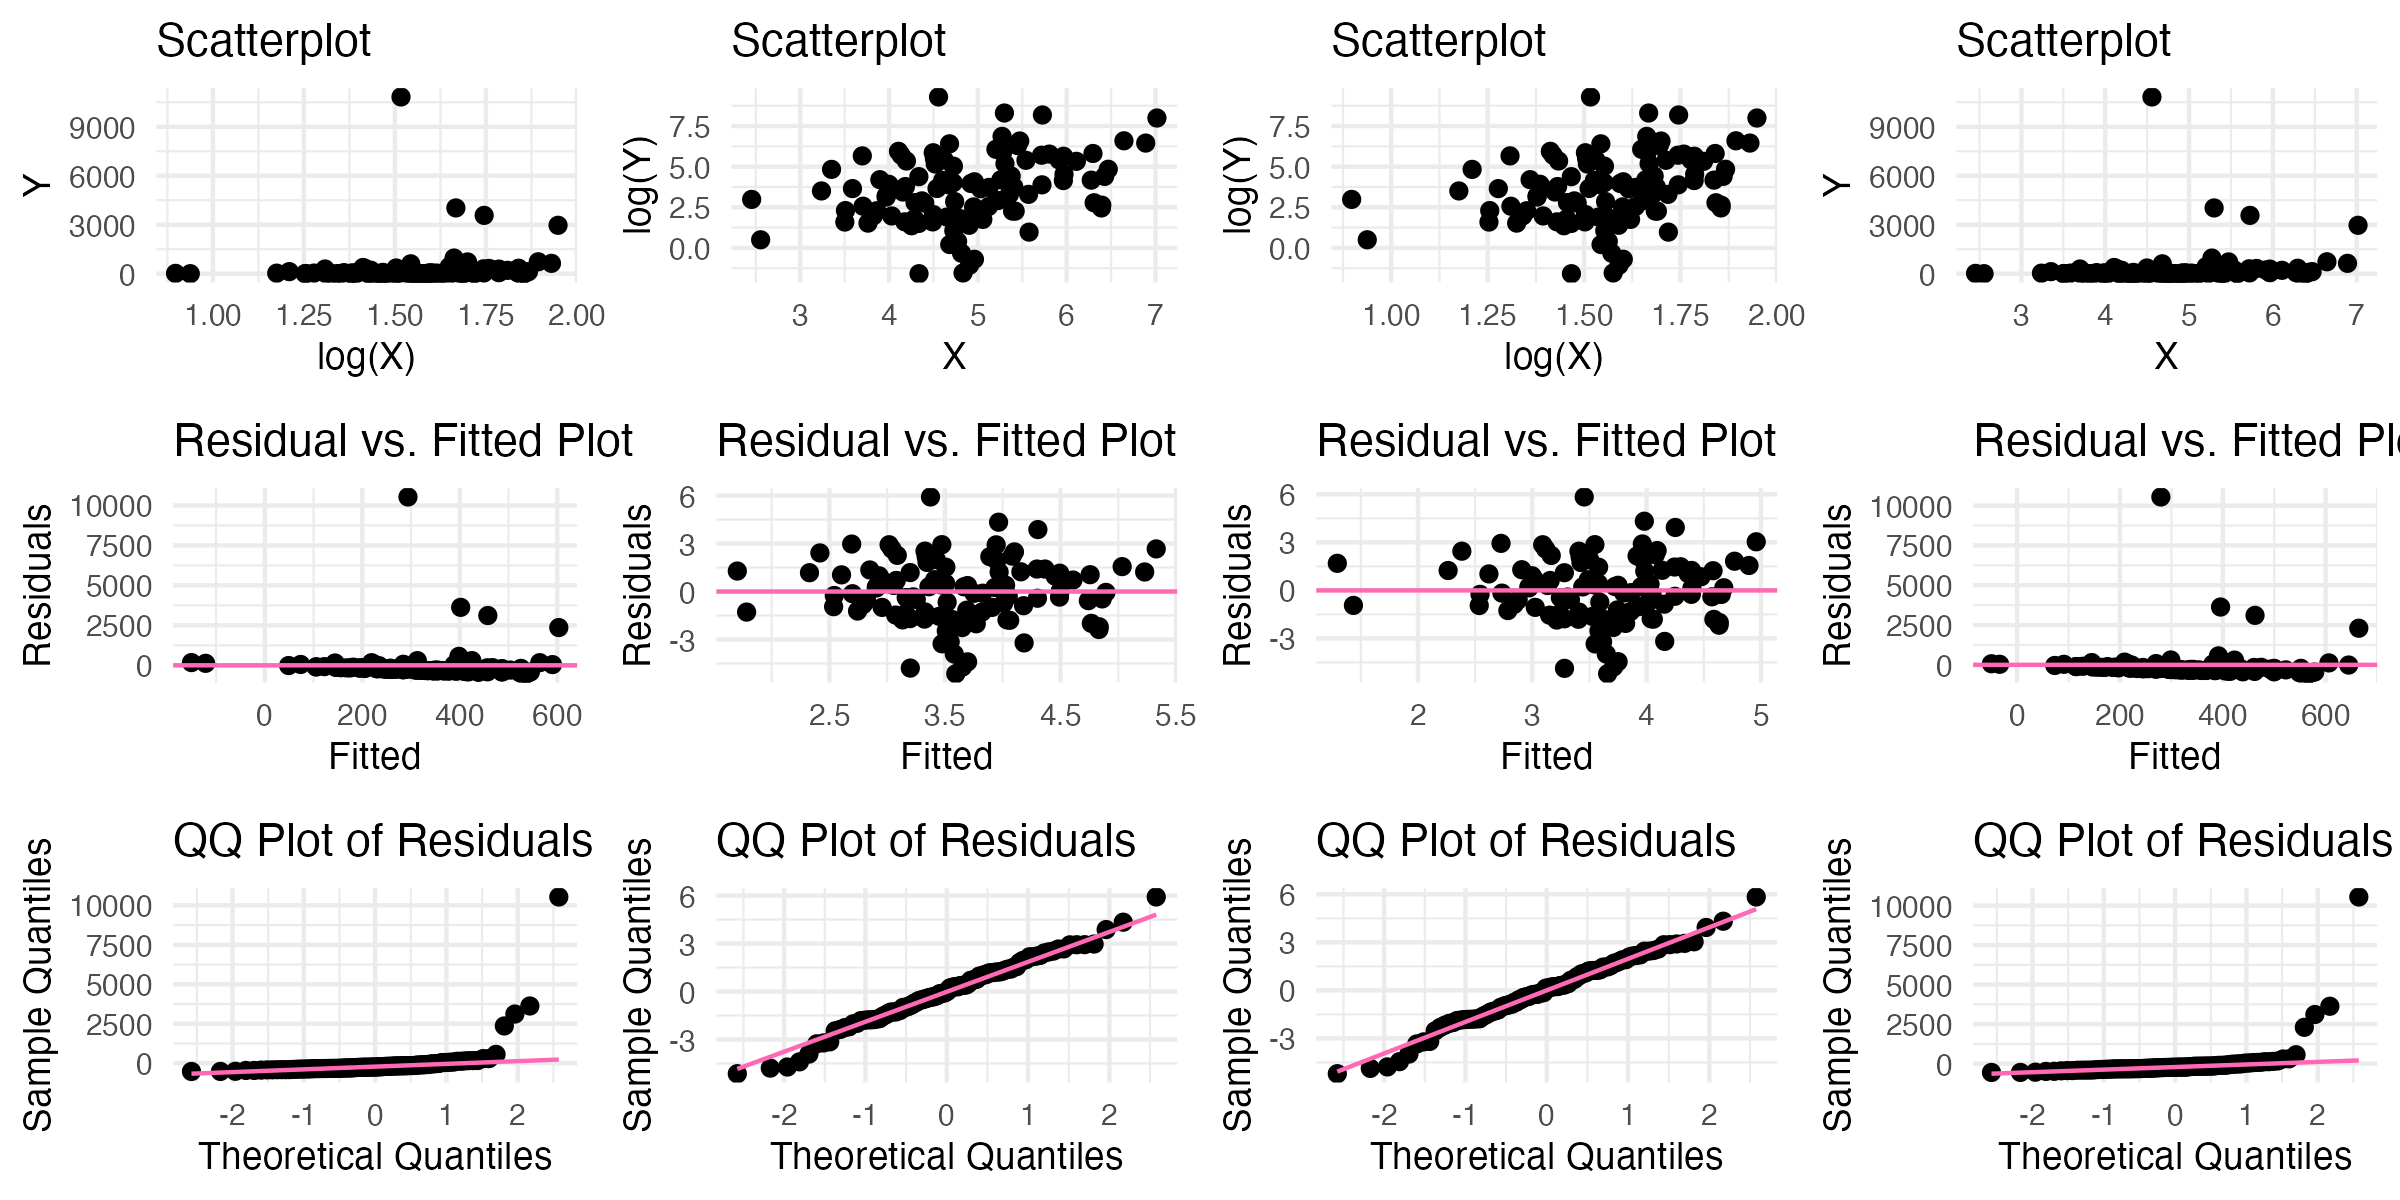 Scatterplot
Y
9000
6000
3000
0
1.00 1.25 1.50 1.75 2.00
log(X)
Scatterplot
log(Y)
7.5
5.0
2.5
0.0
3 4 5 6 7
X
Scatterplot
log(Y)
7.5
5.0
2.5
0.0
1.00 1.25 1.50 1.75 2.00
log(X)
Scatterplot
Y
9000
6000
3000
0
3 4 5 6 7
X
Residual vs. Fitted Plot
Residuals
10000
7500
5000
2500
0
0 200 400 600
Fitted
Residual vs. Fitted Plot
Residuals
6
3
0
-3
2.5 3.5 4.5 5.5
Fitted
Residual vs. Fitted Plot
Residuals
6
3
0
-3
2 3 4 5
Fitted
Residual vs. Fitted
Residuals
10000
7500
5000
2500
0
0 200 400 600
Fitted
QQ Plot of Residuals
Sample Quantiles
10000
7500
5000
2500
0
-2 -1 0 1 2
Theoretical Quantiles
QQ Plot of Residuals
Sample Quantiles
6
3
0
-3
-2 -1 0 1 2
Theoretical Quantiles
QQ Plot of Residuals
Sample Quantiles
6
3
0
-3
-2 -1 0 1 2
Theoretical Quantiles
QQ Plot of Residuals
Sample Quantiles
10000
7500
5000
2500
0
-2 -1 0 1 2
Theoretical Quantiles